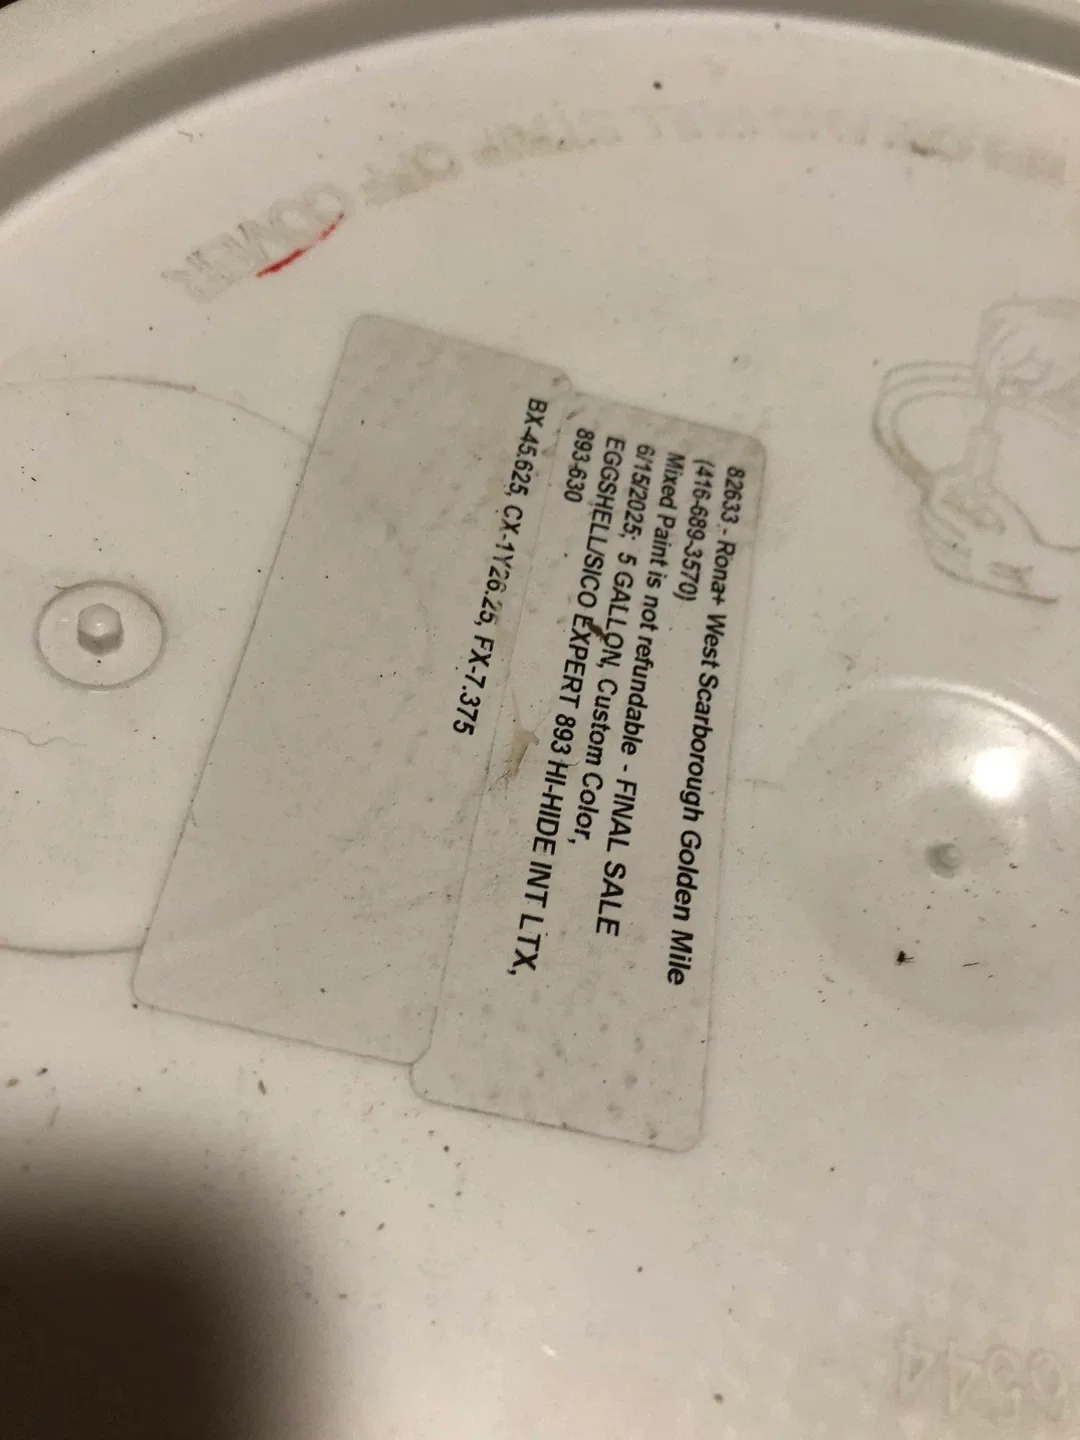 82633 - Rona+ West Scarborough Golden Mile
(416-689-3570)
Mixed Paint is not refundable - FINAL SALE
6/15/2025; 5 GALLON, Custom Color,
EGGSHELL/SICO EXPERT 893 HI-HIDE INT LTX,
893-630
BX-45.625, CX-1Y26.25, FX-7.375